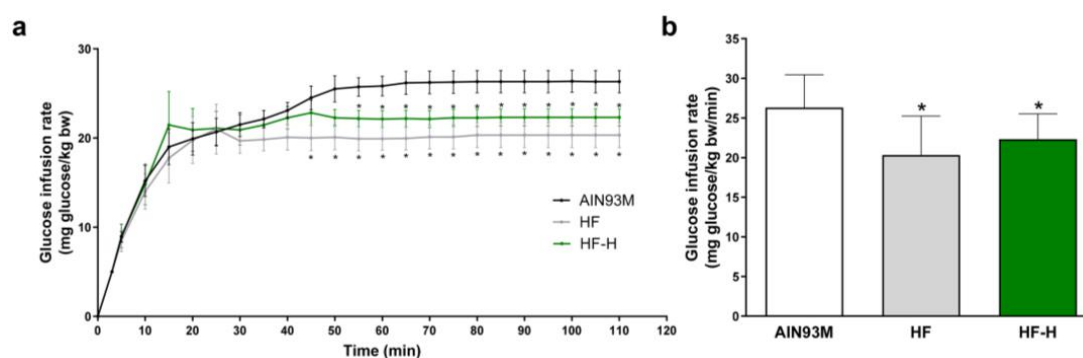 a
Glucose infusion rate
(mg glucose/kg bw)
30
20
10
0
* * * * * * * * * * * *
* * * * * * * * * * * * * *
AIN93M
HF
HF-H
0 10 20 30 40 50 60 70 80 90 100 110 120
Time (min)
b
Glucose infusion rate
(mg glucose/kg bw/min)
35
30
25
20
15
10
5
0
* *
AIN93M HF HF-H